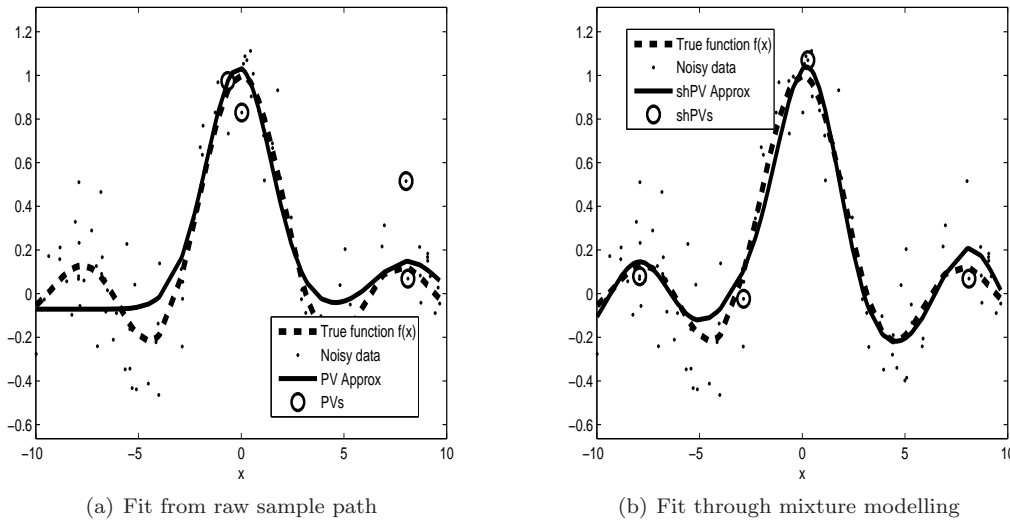 1.2
1
0.8
0.6
0.4
0.2
0
−0.2
−0.4
−0.6
−10 −5 0 5 10
x
True function f(x)
Noisy data
PV Approx
PVs
(a) Fit from raw sample path
1.2
1
0.8
0.6
0.4
0.2
0
−0.2
−0.4
−0.6
−10 −5 0 5 10
x
True function f(x)
Noisy data
shPV Approx
shPVs
(b) Fit through mixture modelling